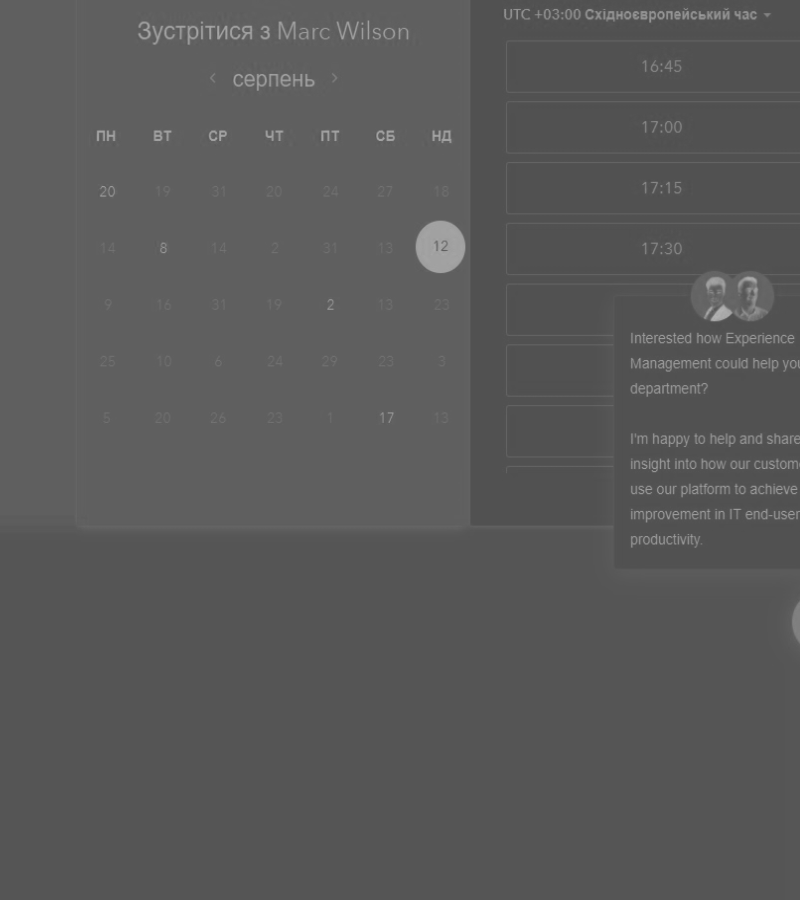 Зустрітися з Marc Wilson
серпень
ПН ВТ СР ЧТ ПТ СБ НД
20 19 31 20 24 27 18
14 8 14 2 31 13 12
9 16 31 19 2 13 23
25 10 6 24 29 23 3
5 20 26 23 1 17 13
UTC +03:00 Східноєвропейський час
16:45
17:00
17:15
17:30
Interested how Experience
Management could help you
department?
I'm happy to help and share
insight into how our custome
use our platform to achieve
improvement in IT end-user
productivity.